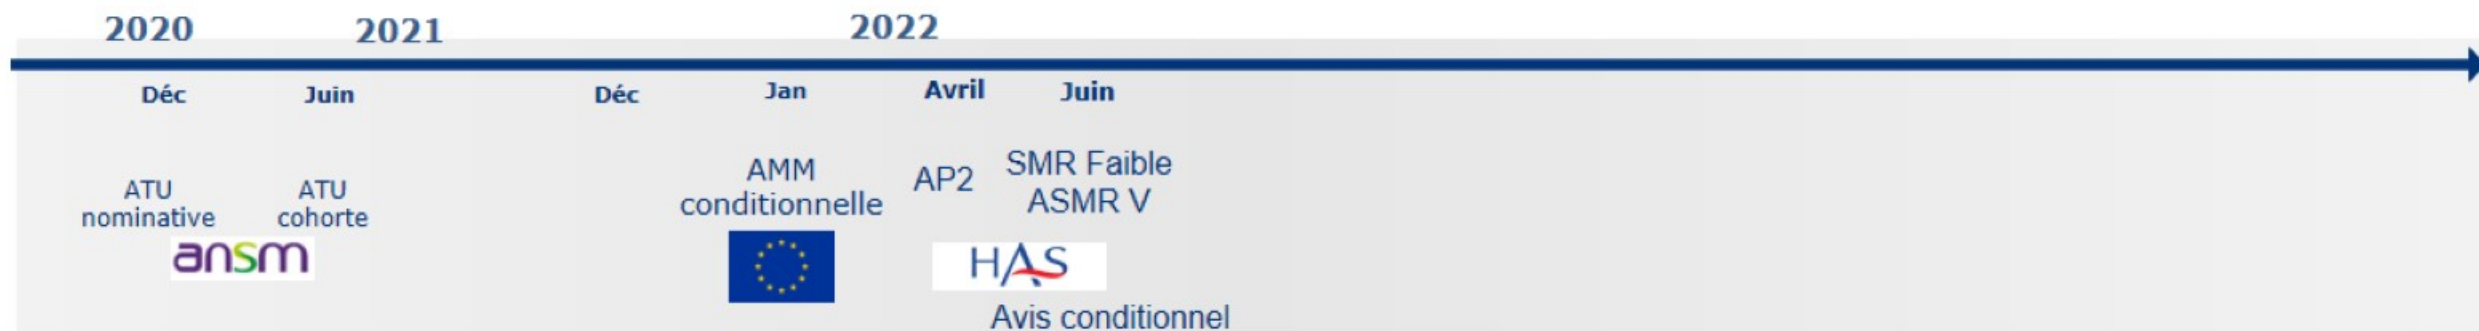 2020 2021 2022
Déc Juin Déc Jan Avril Juin
ATU
nominative
ATU
cohorte
ansm
AMM
conditionnelle
AP2
SMR Faible
ASMR V
HAS
Avis conditionnel